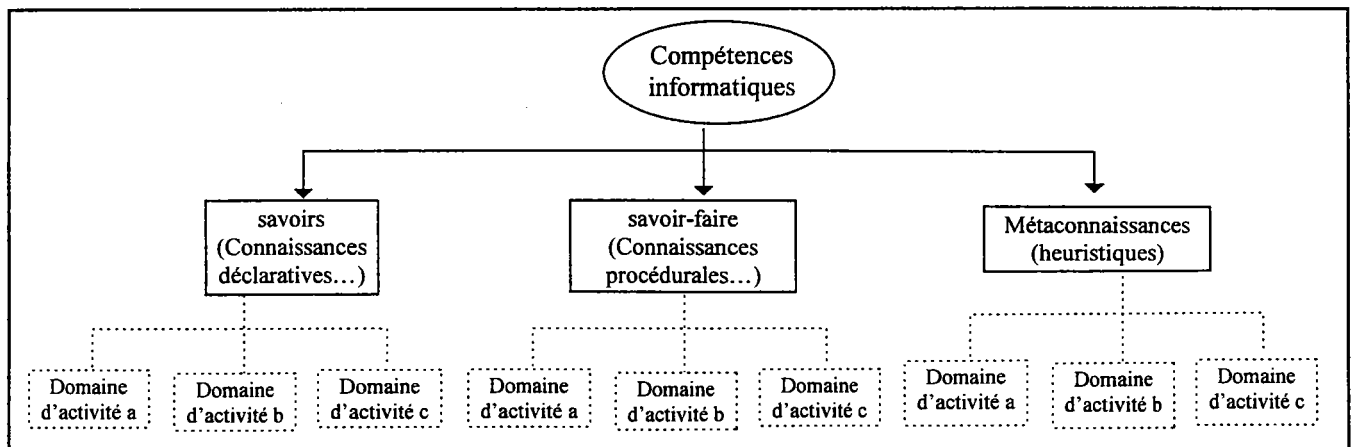 Compétences
informatiques
savoirs
(Connaissances
déclaratives…)
savoir-faire
(Connaissances
procédurales…)
Métaconnaissances
(heuristiques)
Domaine
d'activité a
Domaine
d'activité b
Domaine
d'activité c
Domaine
d'activité a
Domaine
d'activité b
Domaine
d'activité c
Domaine
d'activité a
Domaine
d'activité b
Domaine
d'activité c